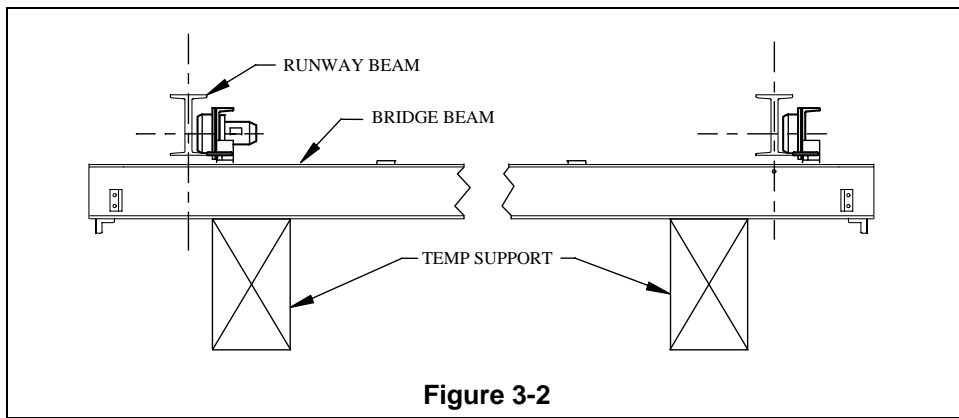 RUNWAY BEAM
BRIDGE BEAM
TEMP SUPPORT
Figure 3-2